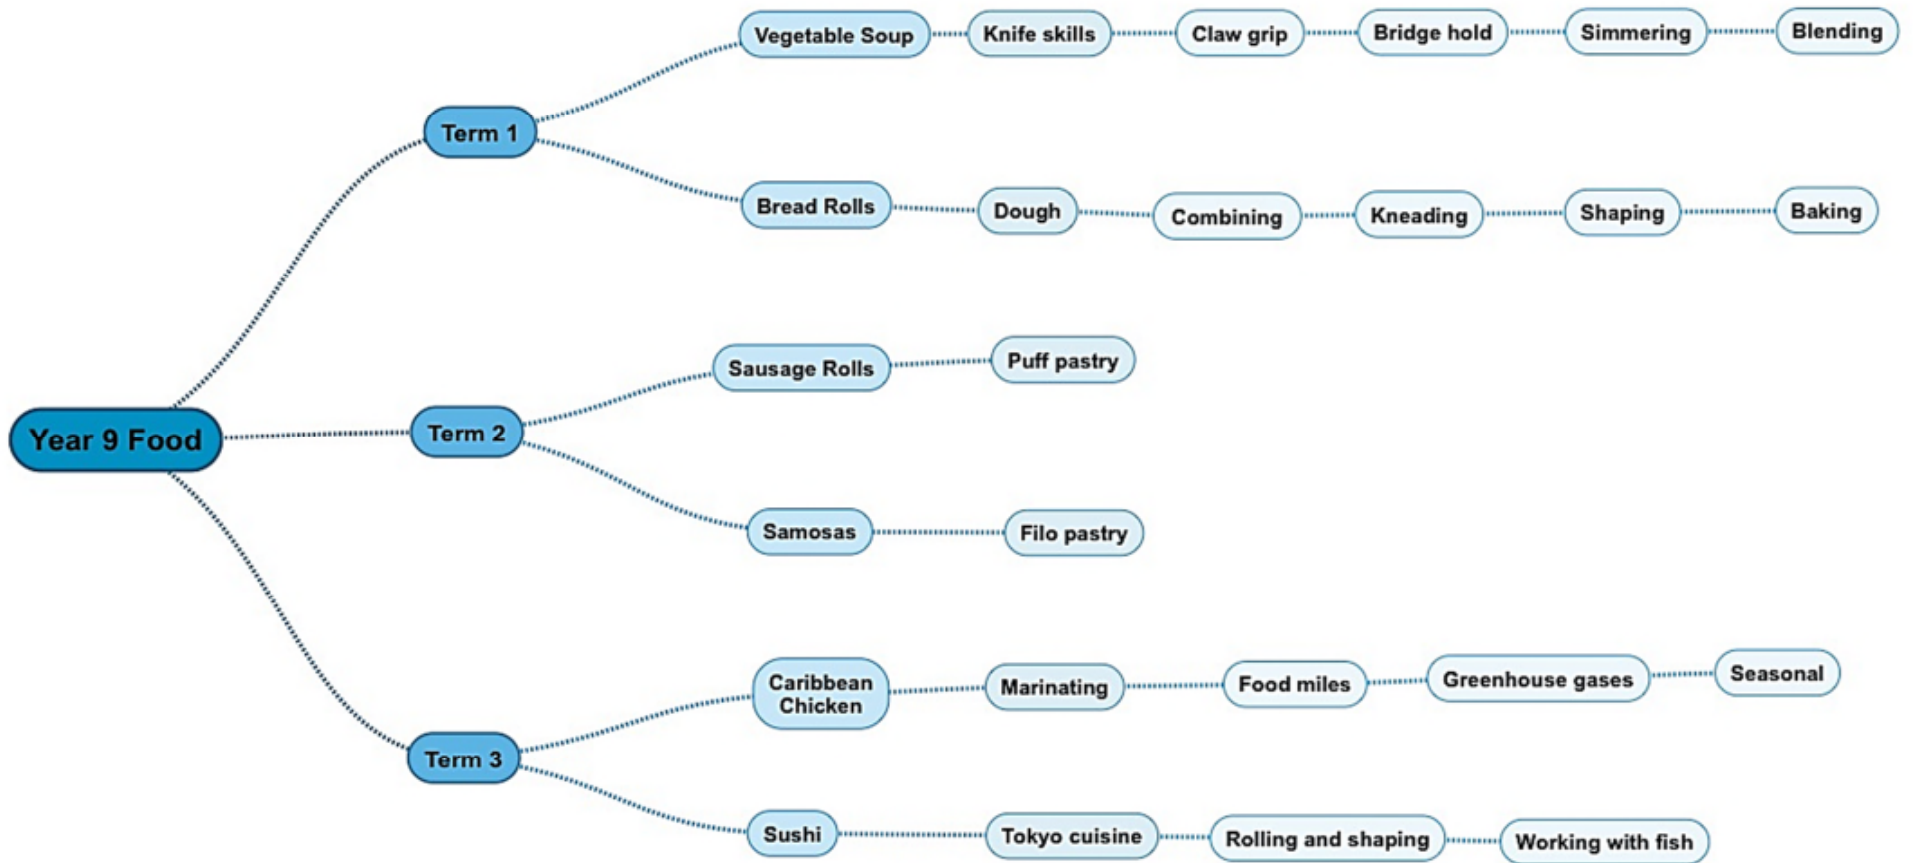 Year 9 Food
Term 1
Vegetable Soup
Knife skills
Claw grip
Bridge hold
Simmering
Blending
Bread Rolls
Dough
Combining
Kneading
Shaping
Baking
Term 2
Sausage Rolls
Puff pastry
Samosas
Filo pastry
Term 3
Caribbean
Chicken
Marinating
Food miles
Greenhouse gases
Seasonal
Sushi
Tokyo cuisine
Rolling and shaping
Working with fish